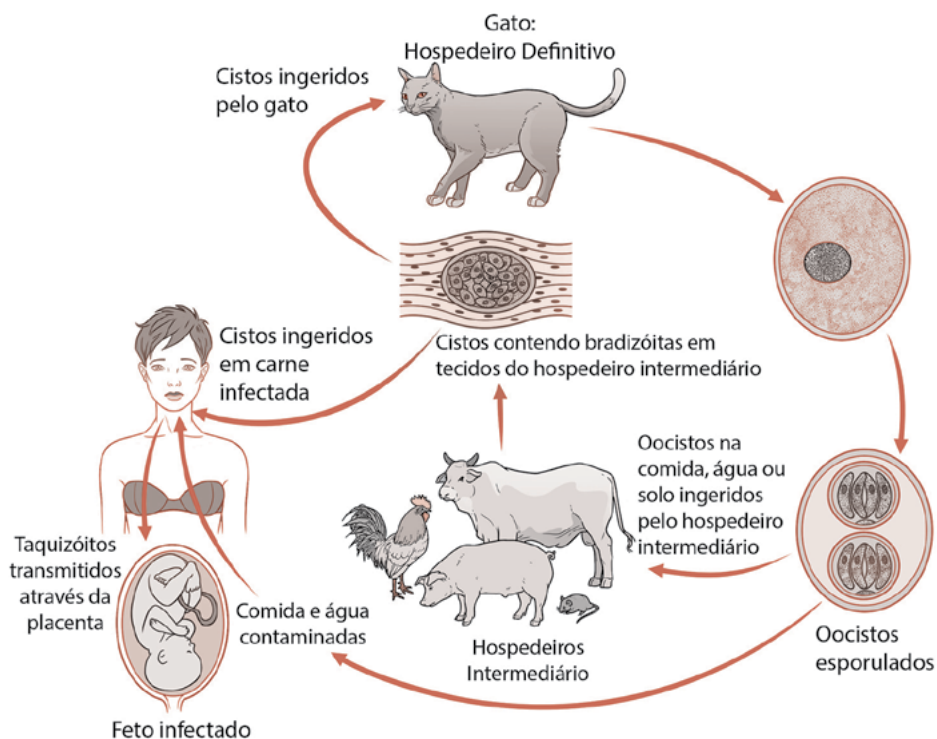 Gato:
Hospedeiro Definitivo
Cistos ingeridos
pelo gato
Cistos ingeridos
em carne
infectada
Cistos contendo bradizóitas em
tecidos do hospedeiro intermediário
Oocistos na
comida, água ou
solo ingeridos
pelo hospedeiro
intermediário
Taquizóitos
transmitidos
através da
placenta
Comida e água
contaminadas
Hospedeiros
Intermediário
Oocistos
esporulados
Feto infectado